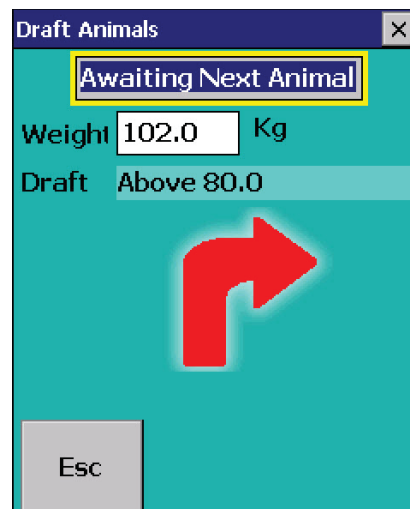 Draft Animals
Awaiting Next Animal
Weight 102.0 Kg
Draft Above 80.0
Esc